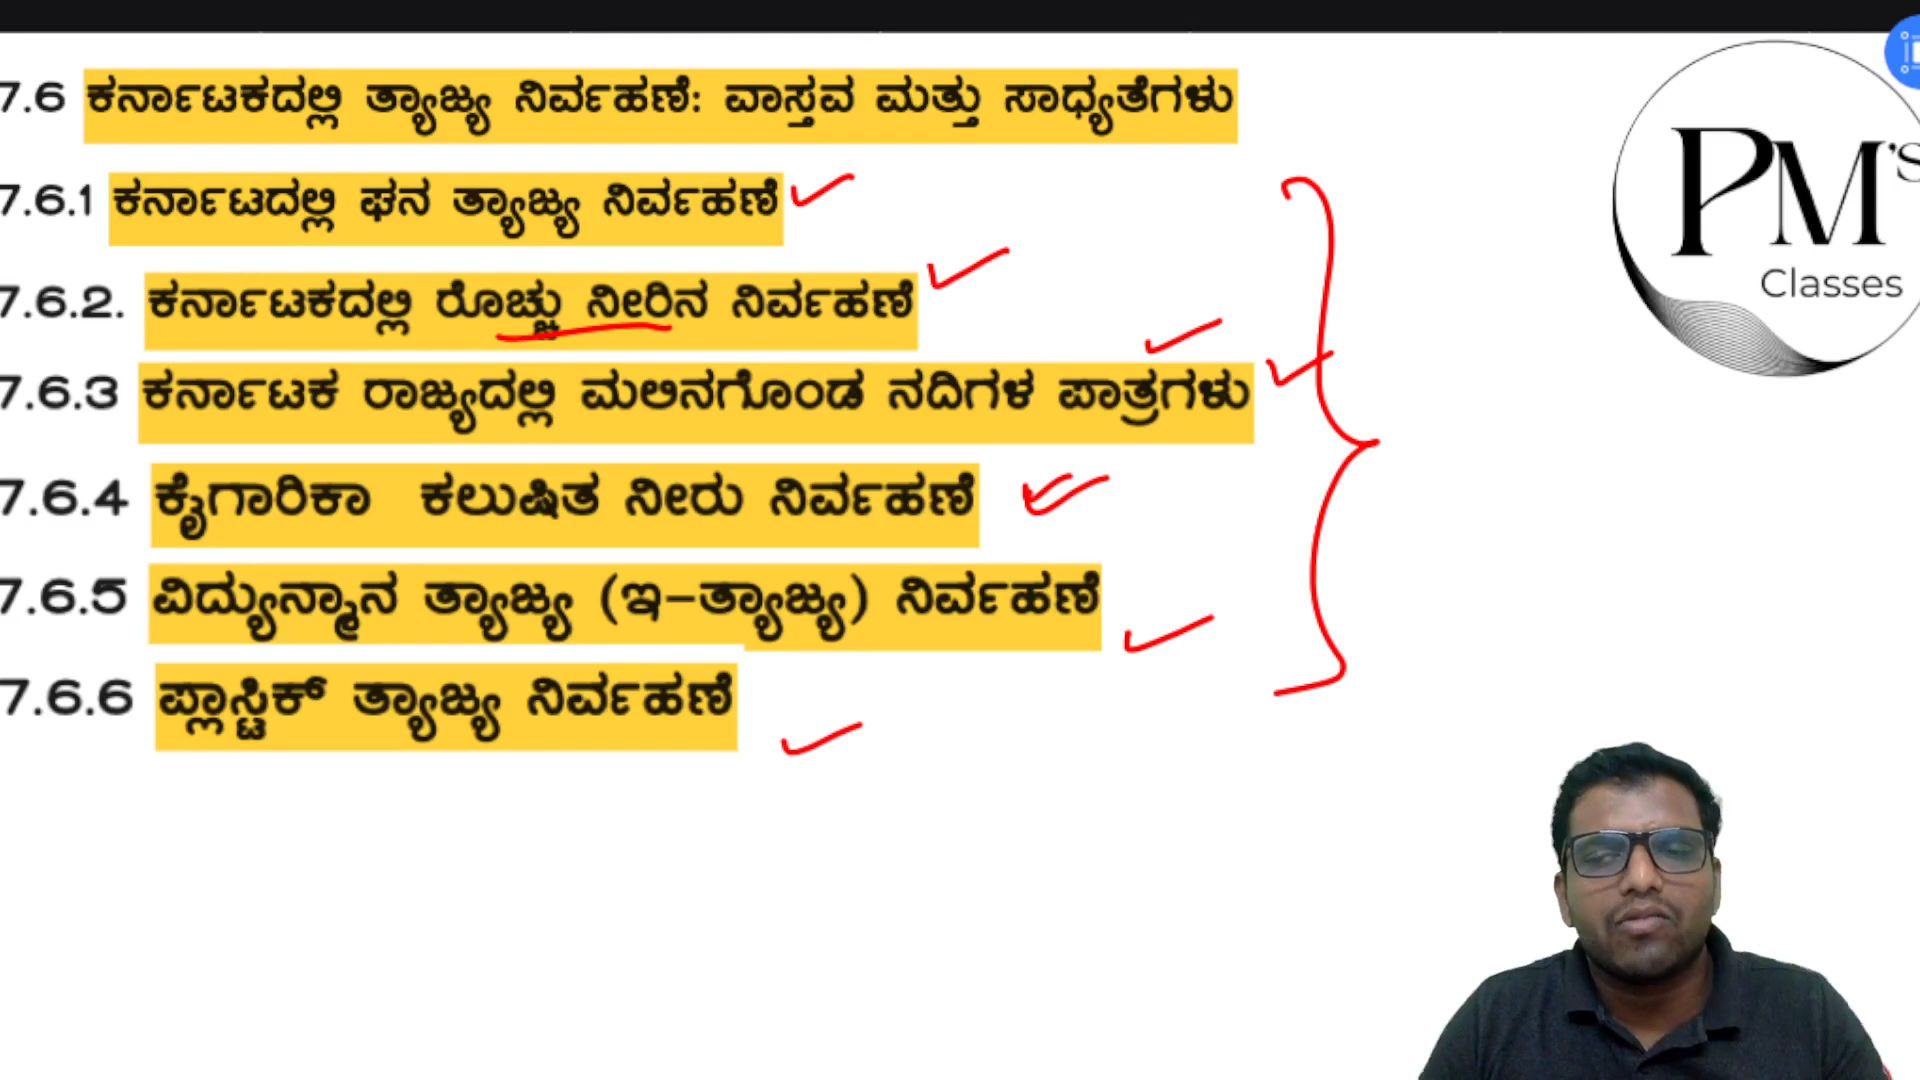 7.6 ಕರ್ನಾಟಕದಲ್ಲಿ ತ್ಯಾಜ್ಯ ನಿರ್ವಹಣೆ: ವಾಸ್ತವ ಮತ್ತು ಸಾಧ್ಯತೆಗಳು
7.6.1 ಕರ್ನಾಟದಲ್ಲಿ ಘನ ತ್ಯಾಜ್ಯ ನಿರ್ವಹಣೆ
7.6.2. ಕರ್ನಾಟಕದಲ್ಲಿ ರೊಚ್ಚು ನೀರಿನ ನಿರ್ವಹಣೆ
7.6.3 ಕರ್ನಾಟಕ ರಾಜ್ಯದಲ್ಲಿ ಮಲಿನಗೊಂಡ ನದಿಗಳ ಪಾತ್ರಗಳು
7.6.4 ಕೈಗಾರಿಕಾ ಕಲುಷಿತ ನೀರು ನಿರ್ವಹಣೆ
7.6.5 ವಿದ್ಯುನ್ಮಾನ ತ್ಯಾಜ್ಯ (ಇ-ತ್ಯಾಜ್ಯ) ನಿರ್ವಹಣೆ
7.6.6 ಪ್ಲಾಸ್ಟಿಕ್ ತ್ಯಾಜ್ಯ ನಿರ್ವಹಣೆ
PM's
Classes